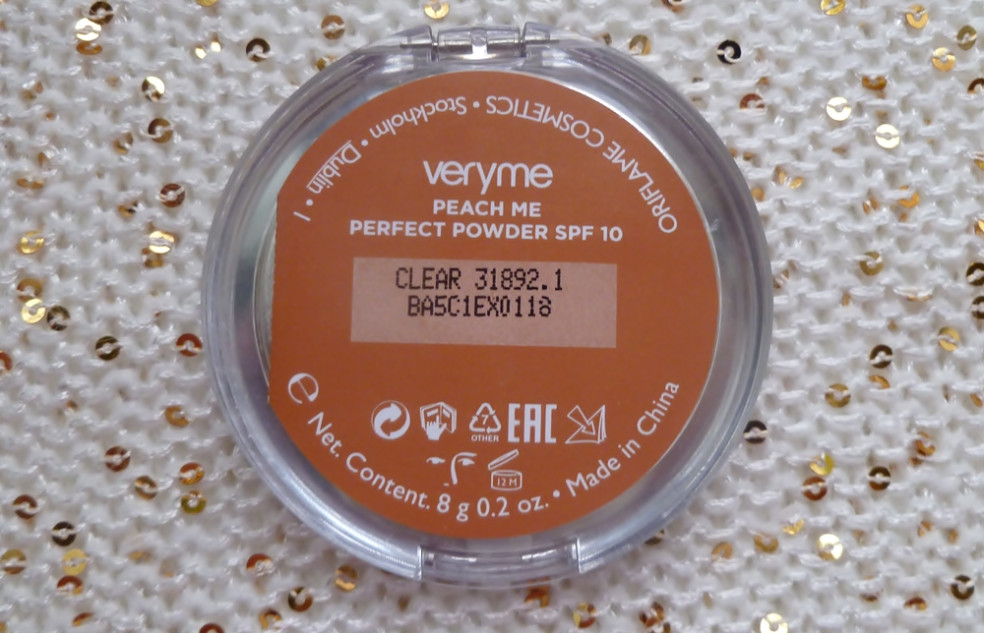 ORIFLAME COSMETICS • Stockholm • Dublin • I
veryme
PEACH ME
PERFECT POWDER SPF 10
CLEAR 31892.1
BA5C1EX0118
7
OTHER
EAC
12 M
℮ Net. Content. 8 g 0.2 oz. • Made in China